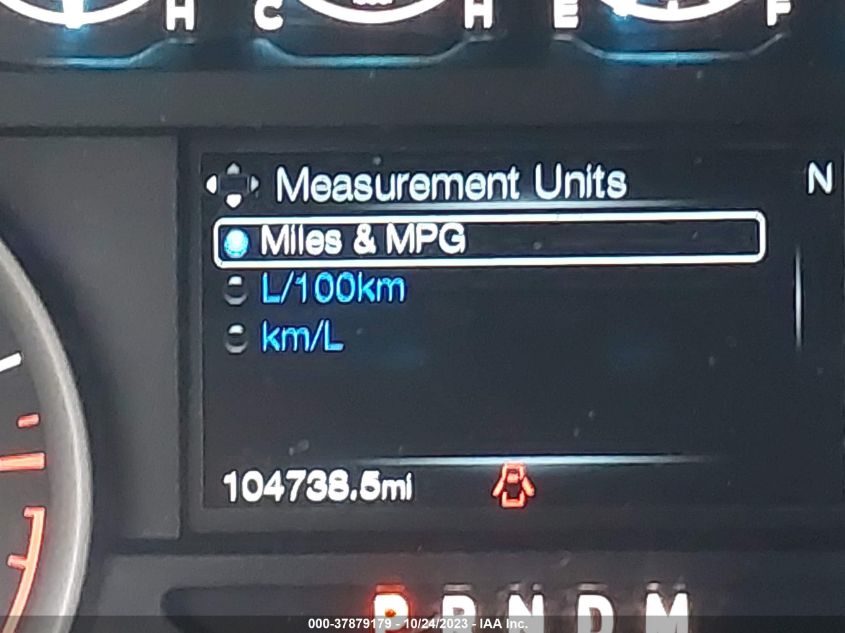 H C H E F
Measurement Units N
Miles & MPG
L/100km
km/L
104738.5mi
P R N D M
000-37879179 - 10/24/2023 - IAA Inc.